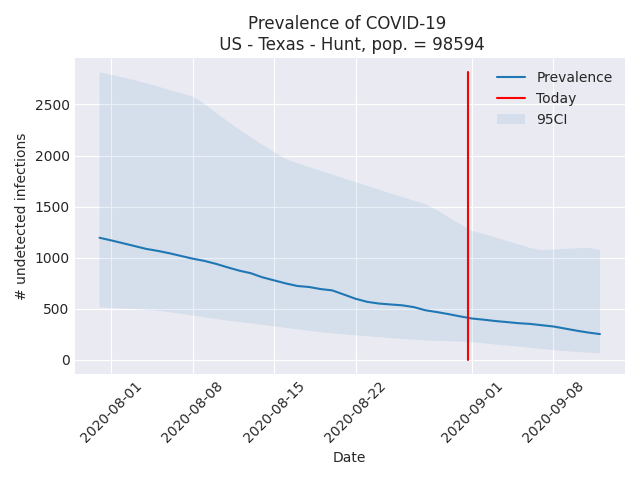 Prevalence of COVID-19
US - Texas - Hunt, pop. = 98594
Prevalence
Today
95CI
# undetected infections
2500
2000
1500
1000
500
0
2020-08-01
2020-08-08
2020-08-15
2020-08-22
2020-09-01
2020-09-08
Date